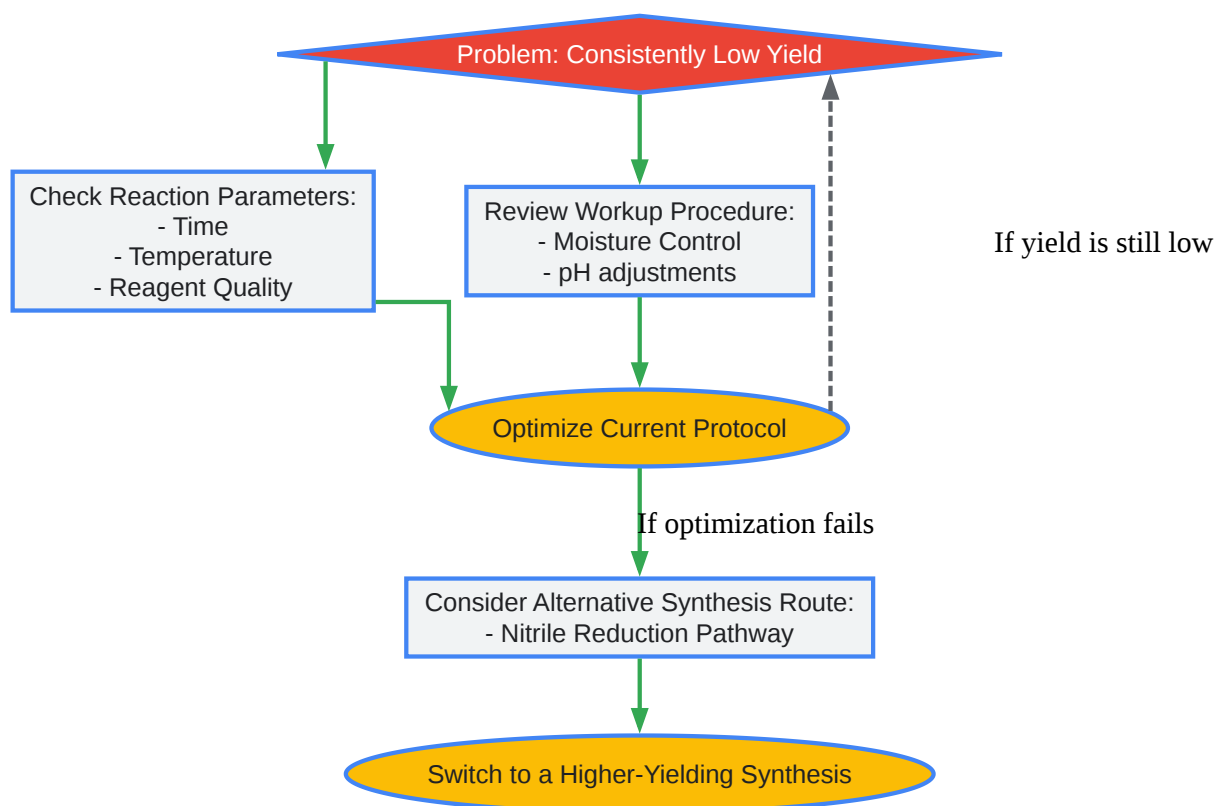 Problem: Consistently Low Yield
Check Reaction Parameters:
- Time
- Temperature
- Reagent Quality
Review Workup Procedure:
- Moisture Control
- pH adjustments
If yield is still low
Optimize Current Protocol
If optimization fails
Consider Alternative Synthesis Route:
- Nitrile Reduction Pathway
Switch to a Higher-Yielding Synthesis